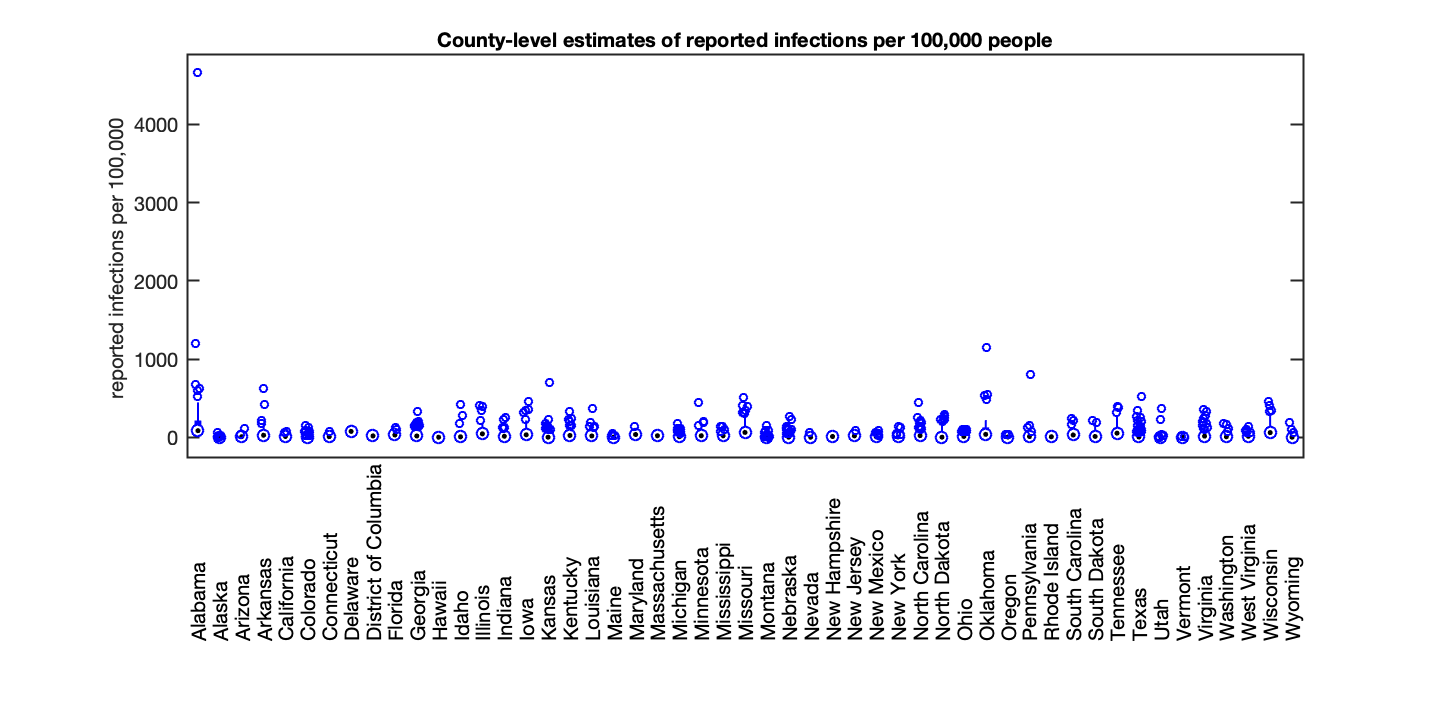 County-level estimates of reported infections per 100,000 people
reported infections per 100,000
4000
3000
2000
1000
0
Alabama
Alaska
Arizona
Arkansas
California
Colorado
Connecticut
Delaware
District of Columbia
Florida
Georgia
Hawaii
Idaho
Illinois
Indiana
Iowa
Kansas
Kentucky
Louisiana
Maine
Maryland
Massachusetts
Michigan
Minnesota
Mississippi
Missouri
Montana
Nebraska
Nevada
New Hampshire
New Jersey
New Mexico
New York
North Carolina
North Dakota
Ohio
Oklahoma
Oregon
Pennsylvania
Rhode Island
South Carolina
South Dakota
Tennessee
Texas
Utah
Vermont
Virginia
Washington
West Virginia
Wisconsin
Wyoming